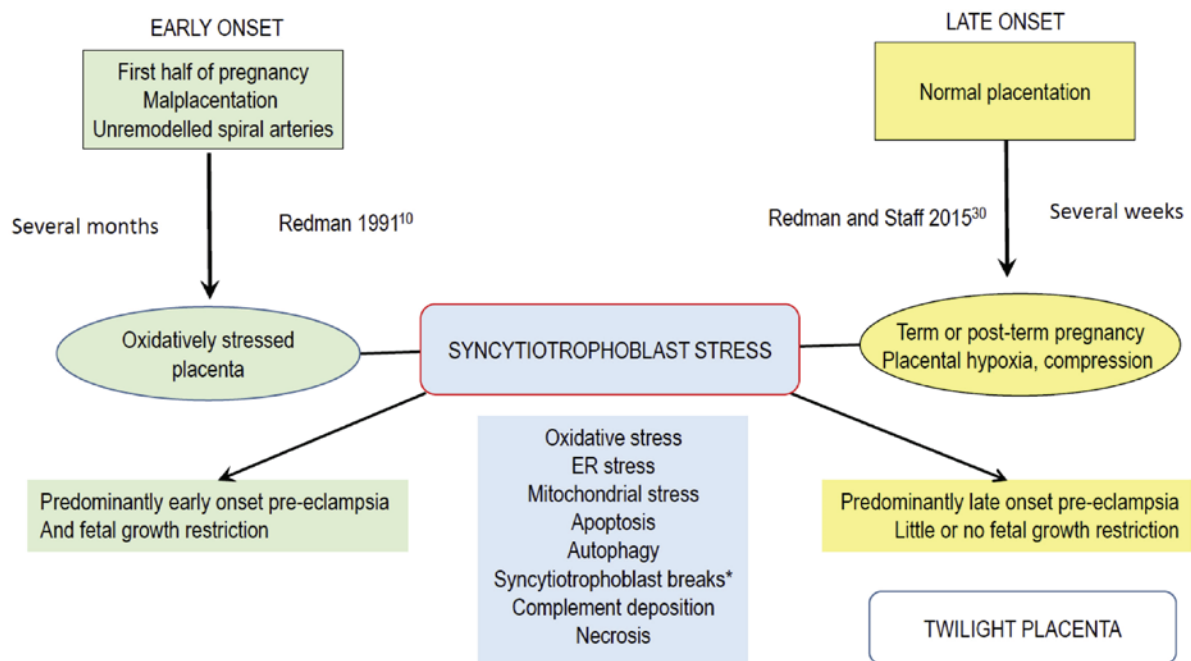 EARLY ONSET
First half of pregnancy
Malplacentation
Unremodelled spiral arteries
LATE ONSET
Normal placentation
Several months
Redman 1991¹⁰
Redman and Staff 2015³⁰
Several weeks
Oxidatively stressed
placenta
SYNCYTIOTROPHOBLAST STRESS
Term or post-term pregnancy
Placental hypoxia, compression
Predominantly early onset pre-eclampsia
And fetal growth restriction
Oxidative stress
ER stress
Mitochondrial stress
Apoptosis
Autophagy
Syncytiotrophoblast breaks*
Complement deposition
Necrosis
Predominantly late onset pre-eclampsia
Little or no fetal growth restriction
TWILIGHT PLACENTA